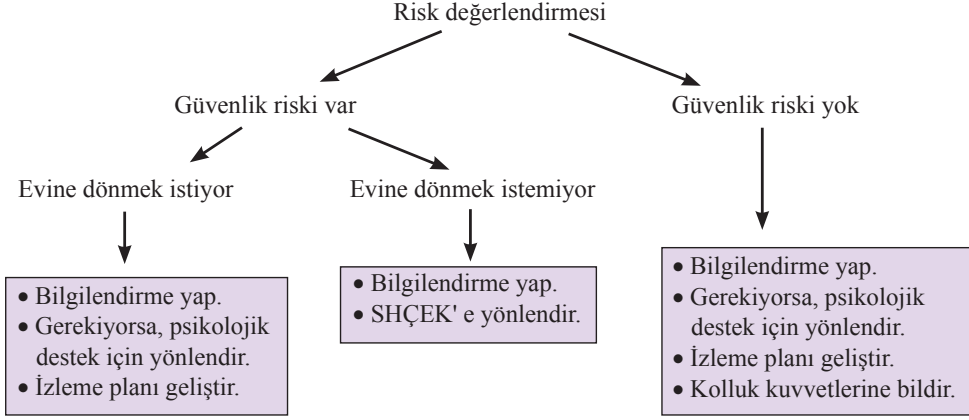 Risk değerlendirmesi
Güvenlik riski var
Güvenlik riski yok
Evine dönmek istiyor
Evine dönmek istemiyor
• Bilgilendirme yap.
• Gerekiyorsa, psikolojik
destek için yönlendir.
• İzleme planı geliştir.
• Bilgilendirme yap.
• SHÇEK' e yönlendir.
• Bilgilendirme yap.
• Gerekiyorsa, psikolojik
destek için yönlendir.
• İzleme planı geliştir.
• Kolluk kuvvetlerine bildir.